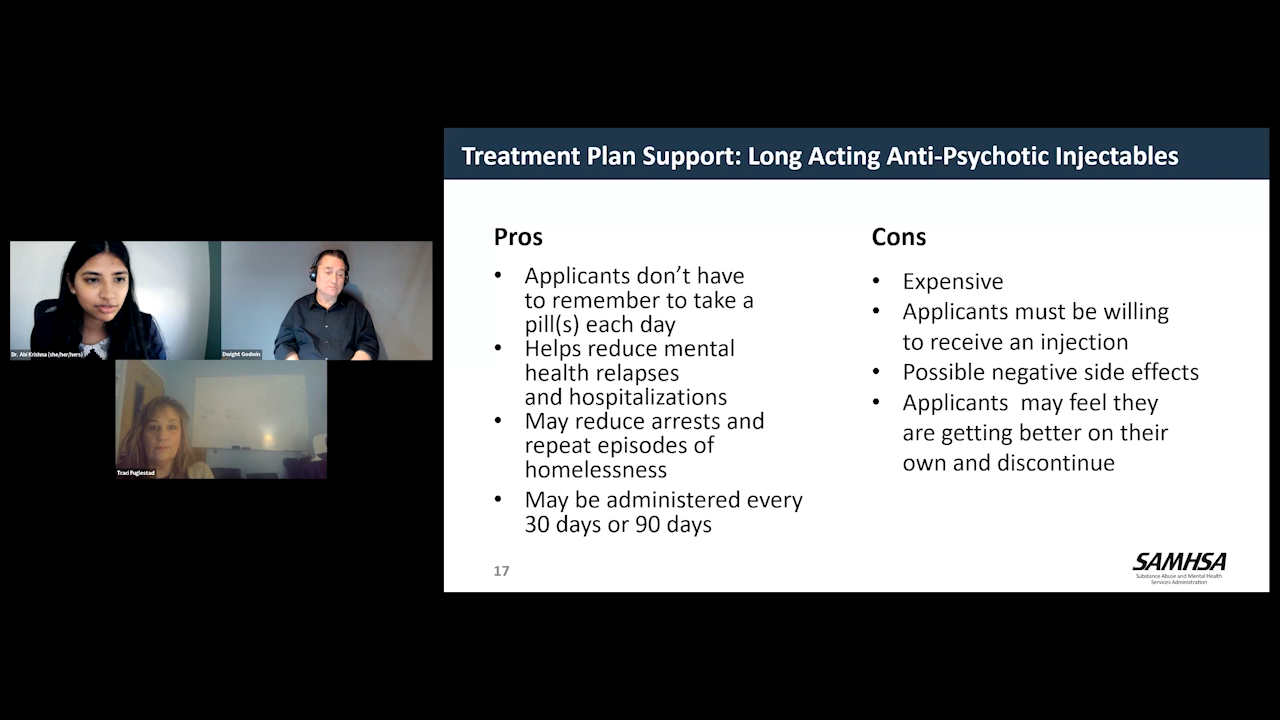 Treatment Plan Support: Long Acting Anti-Psychotic Injectables
Pros
• Applicants don’t have
to remember to take a
pill(s) each day
• Helps reduce mental
health relapses
and hospitalizations
• May reduce arrests and
repeat episodes of
homelessness
• May be administered every
30 days or 90 days
Cons
• Expensive
• Applicants must be willing
to receive an injection
• Possible negative side effects
• Applicants  may feel they
are getting better on their
own and discontinue
17
SAMHSA
Substance Abuse and Mental Health
Services Administration
Dr. Abi Krishna (she/her/hers)
Dwight Godwin
Traci Fuglestad